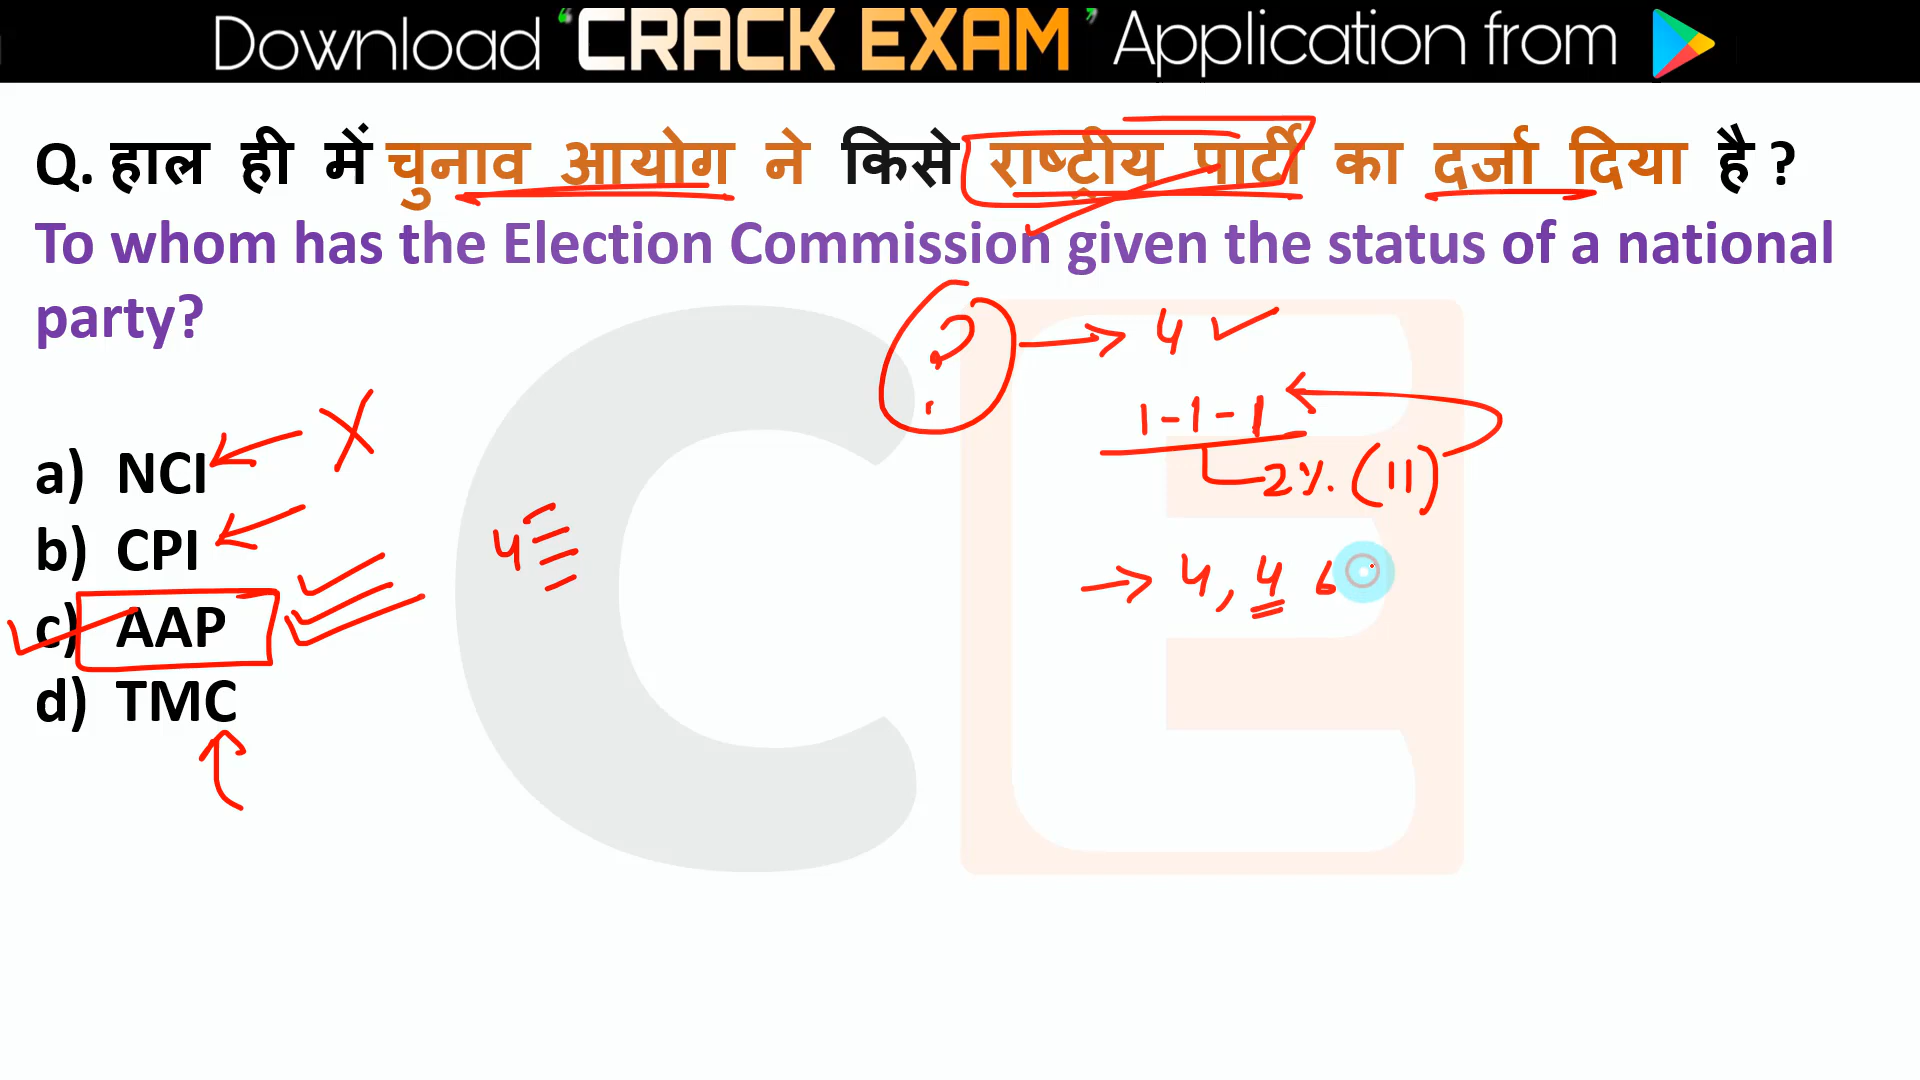 Download "CRACK EXAM" Application from
Q. हाल ही में चुनाव आयोग ने किसे राष्ट्रीय पार्टी का दर्जा दिया है ?
To whom has the Election Commission given the status of a national
party?
? → 4 ✓
1-1-1
2%. (11)
a) NCI
b) CPI
4
→ 4, 4 6
c) AAP
d) TMC
CE